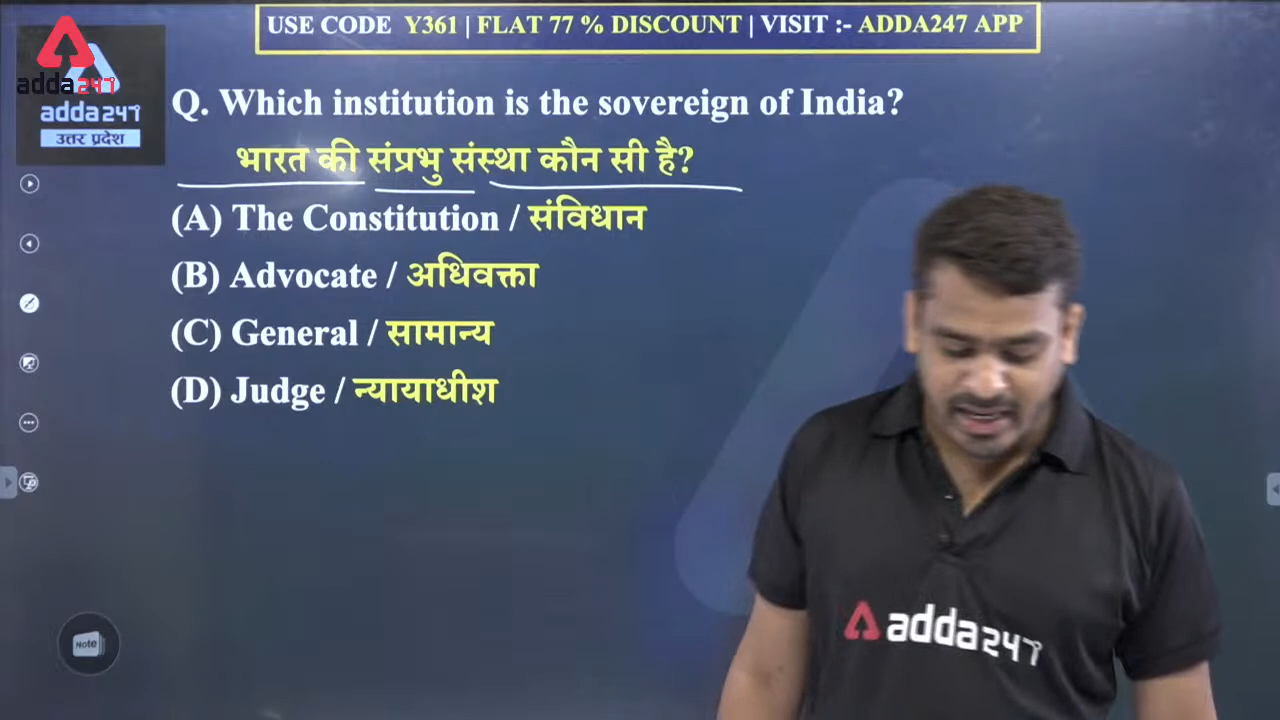 USE CODE Y361 | FLAT 77 % DISCOUNT | VISIT :- ADDA247 APP
adda247
adda247
उत्तर प्रदेश
Q. Which institution is the sovereign of India?
भारत की संप्रभु संस्था कौन सी है?
(A) The Constitution / संविधान
(B) Advocate / अधिवक्ता
(C) General / सामान्य
(D) Judge / न्यायाधीश
Note
adda247